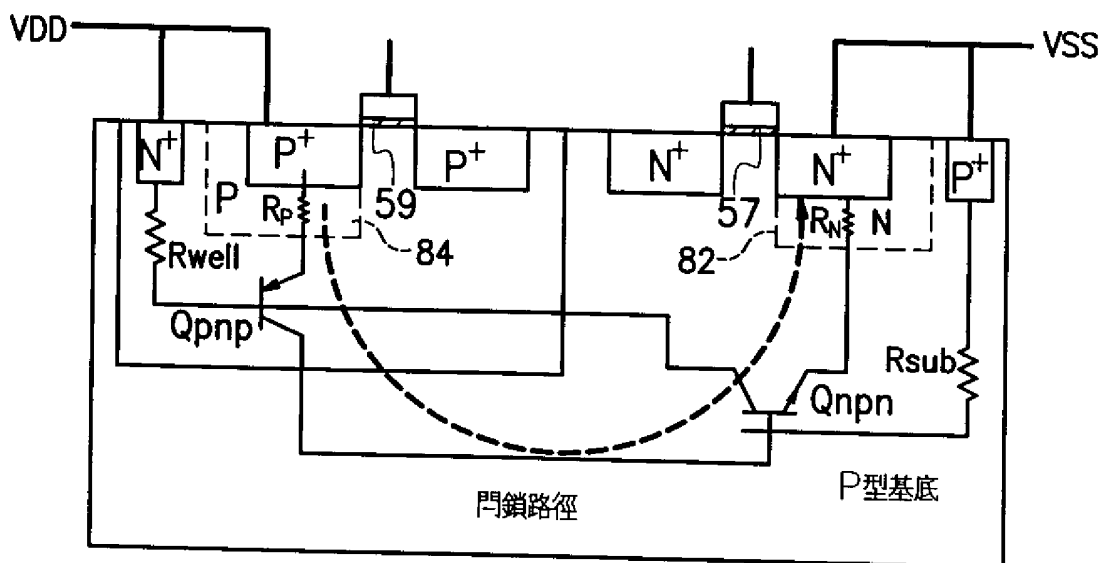 VDD
VSS
N+
P+
P+
N+
N+
P+
P
RP
59
57
RN
N
84
82
Rwell
Qpnp
Rsub
Qnpn
閂鎖路徑
P型基底